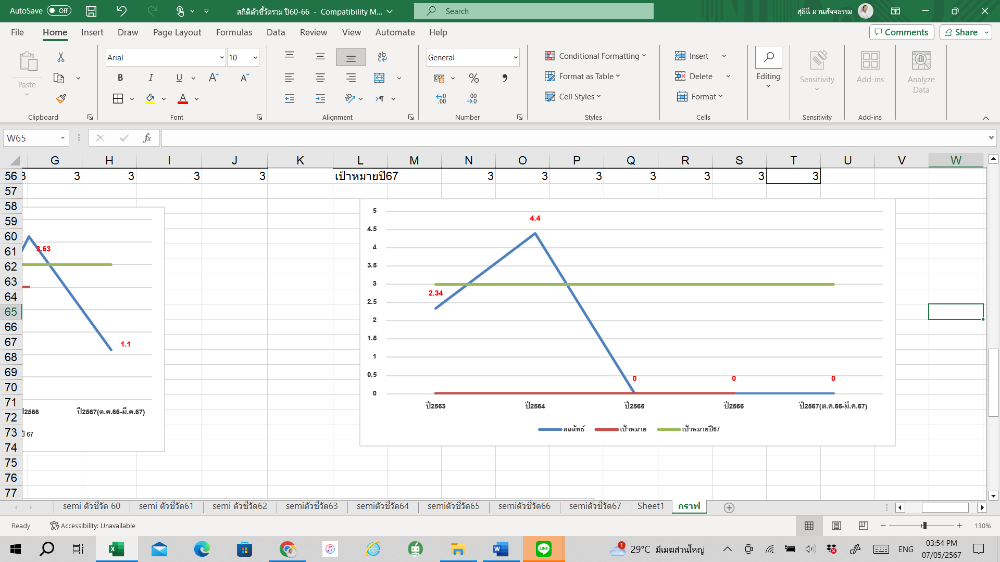 AutoSave Off สถิติตัวชี้วัดรวม ปี60-66 - Compatibility M... Search สุธินี มานสัจจธรรม
File Home Insert Draw Page Layout Formulas Data Review View Automate Help Comments Share
Paste
Clipboard
Arial 10
B I U A A
A
Font
ab
Alignment
General
% 9
.00
Number
Conditional Formatting
Format as Table
Cell Styles
Styles
Insert
Delete
Format
Cells
Editing
Sensitivity
Sensitivity
Add-ins
Add-ins
Analyze
Data
W65 fx
G H I J K L M N O P Q R S T U V W
56 3 3 3 3 3 เป้าหมายปี67 3 3 3 3 3 3 3
57
58
59
60
61
62
63
64
65
66
67
68
69
70
71
72
73
74
75
76
77
3.63
1.1
2566 ปี2567(ต.ค.66-มี.ค.67)
ปี 67
5
4.5
4
3.5
3
2.5
2
1.5
1
0.5
0
4.4
2.34
0 0 0
ปี2563 ปี2564 ปี2565 ปี2566 ปี2567(ต.ค.66-มี.ค.67)
ผลลัพธ์ เป้าหมาย เป้าหมายปี67
semi ตัวชี้วัด 60 semi ตัวชี้วัด61 semi ตัวชี้วัด62 semiตัวชี้วัด63 semiตัวชี้วัด64 semiตัวชี้วัด65 semiตัวชี้วัด66 semiตัวชี้วัด67 Sheet1 กราฟ
Ready Accessibility: Unavailable 130%
LINE 1 29°C มีเมฆส่วนใหญ่ ENG 03:54 PM
07/05/2567